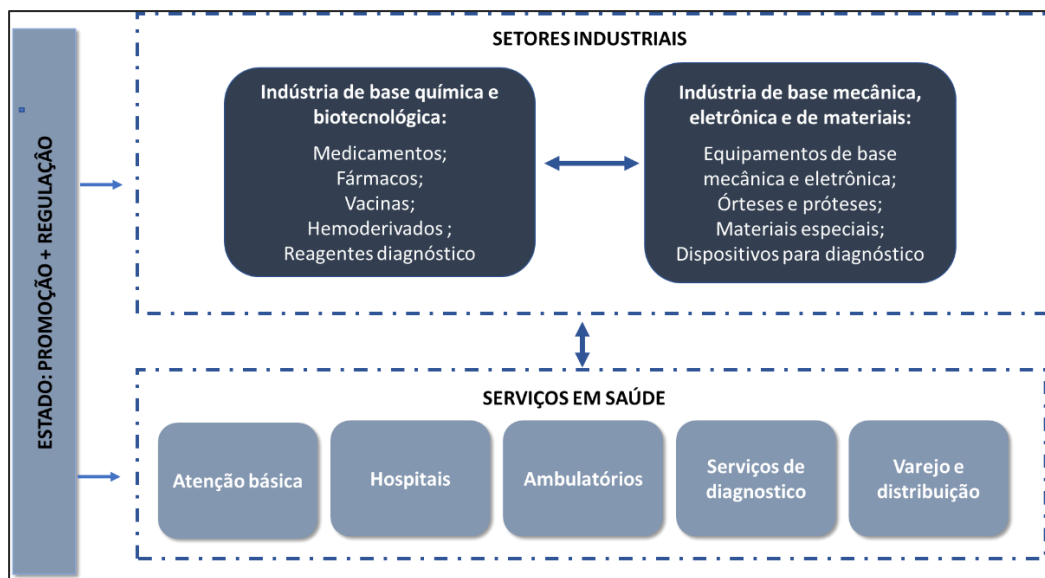 ESTADO: PROMOÇÃO + REGULAÇÃO
SETORES INDUSTRIAIS
Indústria de base química e
biotecnológica:
Medicamentos;
Fármacos;
Vacinas;
Hemoderivados ;
Reagentes diagnóstico
Indústria de base mecânica,
eletrônica e de materiais:
Equipamentos de base
mecânica e eletrônica;
Órteses e próteses;
Materiais especiais;
Dispositivos para diagnóstico
SERVIÇOS EM SAÚDE
Atenção básica
Hospitais
Ambulatórios
Serviços de
diagnostico
Varejo e
distribuição